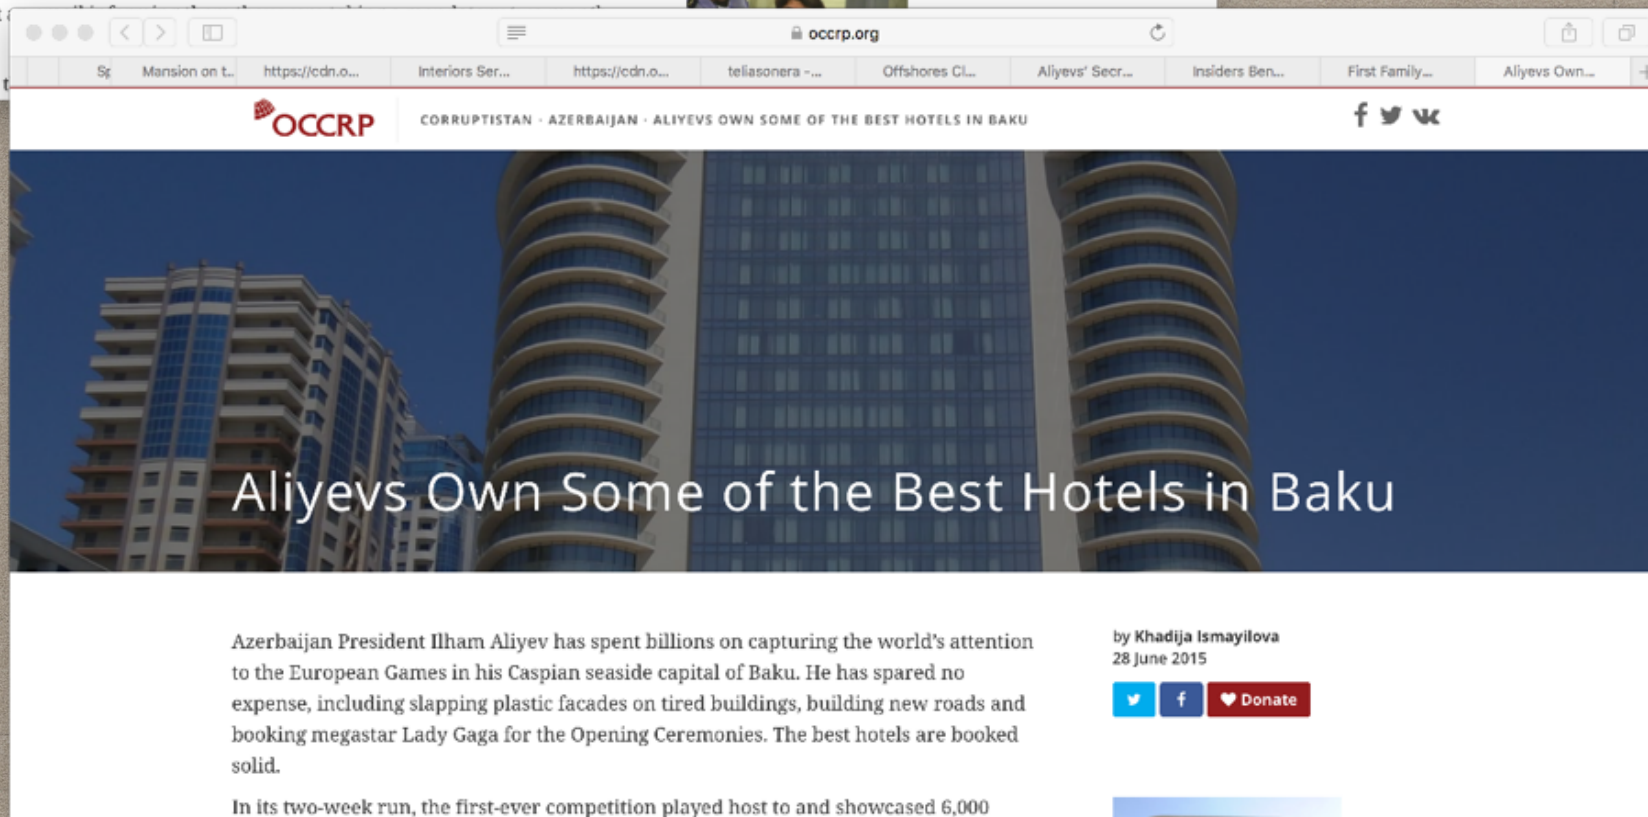 occrp.org
Sp
Mansion on t...
https://cdn.o...
Interiors Ser...
https://cdn.o...
teliasonera -...
Offshores Cl...
Aliyevs' Secr...
Insiders Ben...
First Family...
Aliyevs Own...
OCCRP
CORRUPTISTAN · AZERBAIJAN · ALIYEVS OWN SOME OF THE BEST HOTELS IN BAKU
Aliyevs Own Some of the Best Hotels in Baku
Azerbaijan President Ilham Aliyev has spent billions on capturing the world's attention
to the European Games in his Caspian seaside capital of Baku. He has spared no
expense, including slapping plastic facades on tired buildings, building new roads and
booking megastar Lady Gaga for the Opening Ceremonies. The best hotels are booked
solid.
In its two-week run, the first-ever competition played host to and showcased 6,000
by Khadija Ismayilova
28 June 2015
Donate